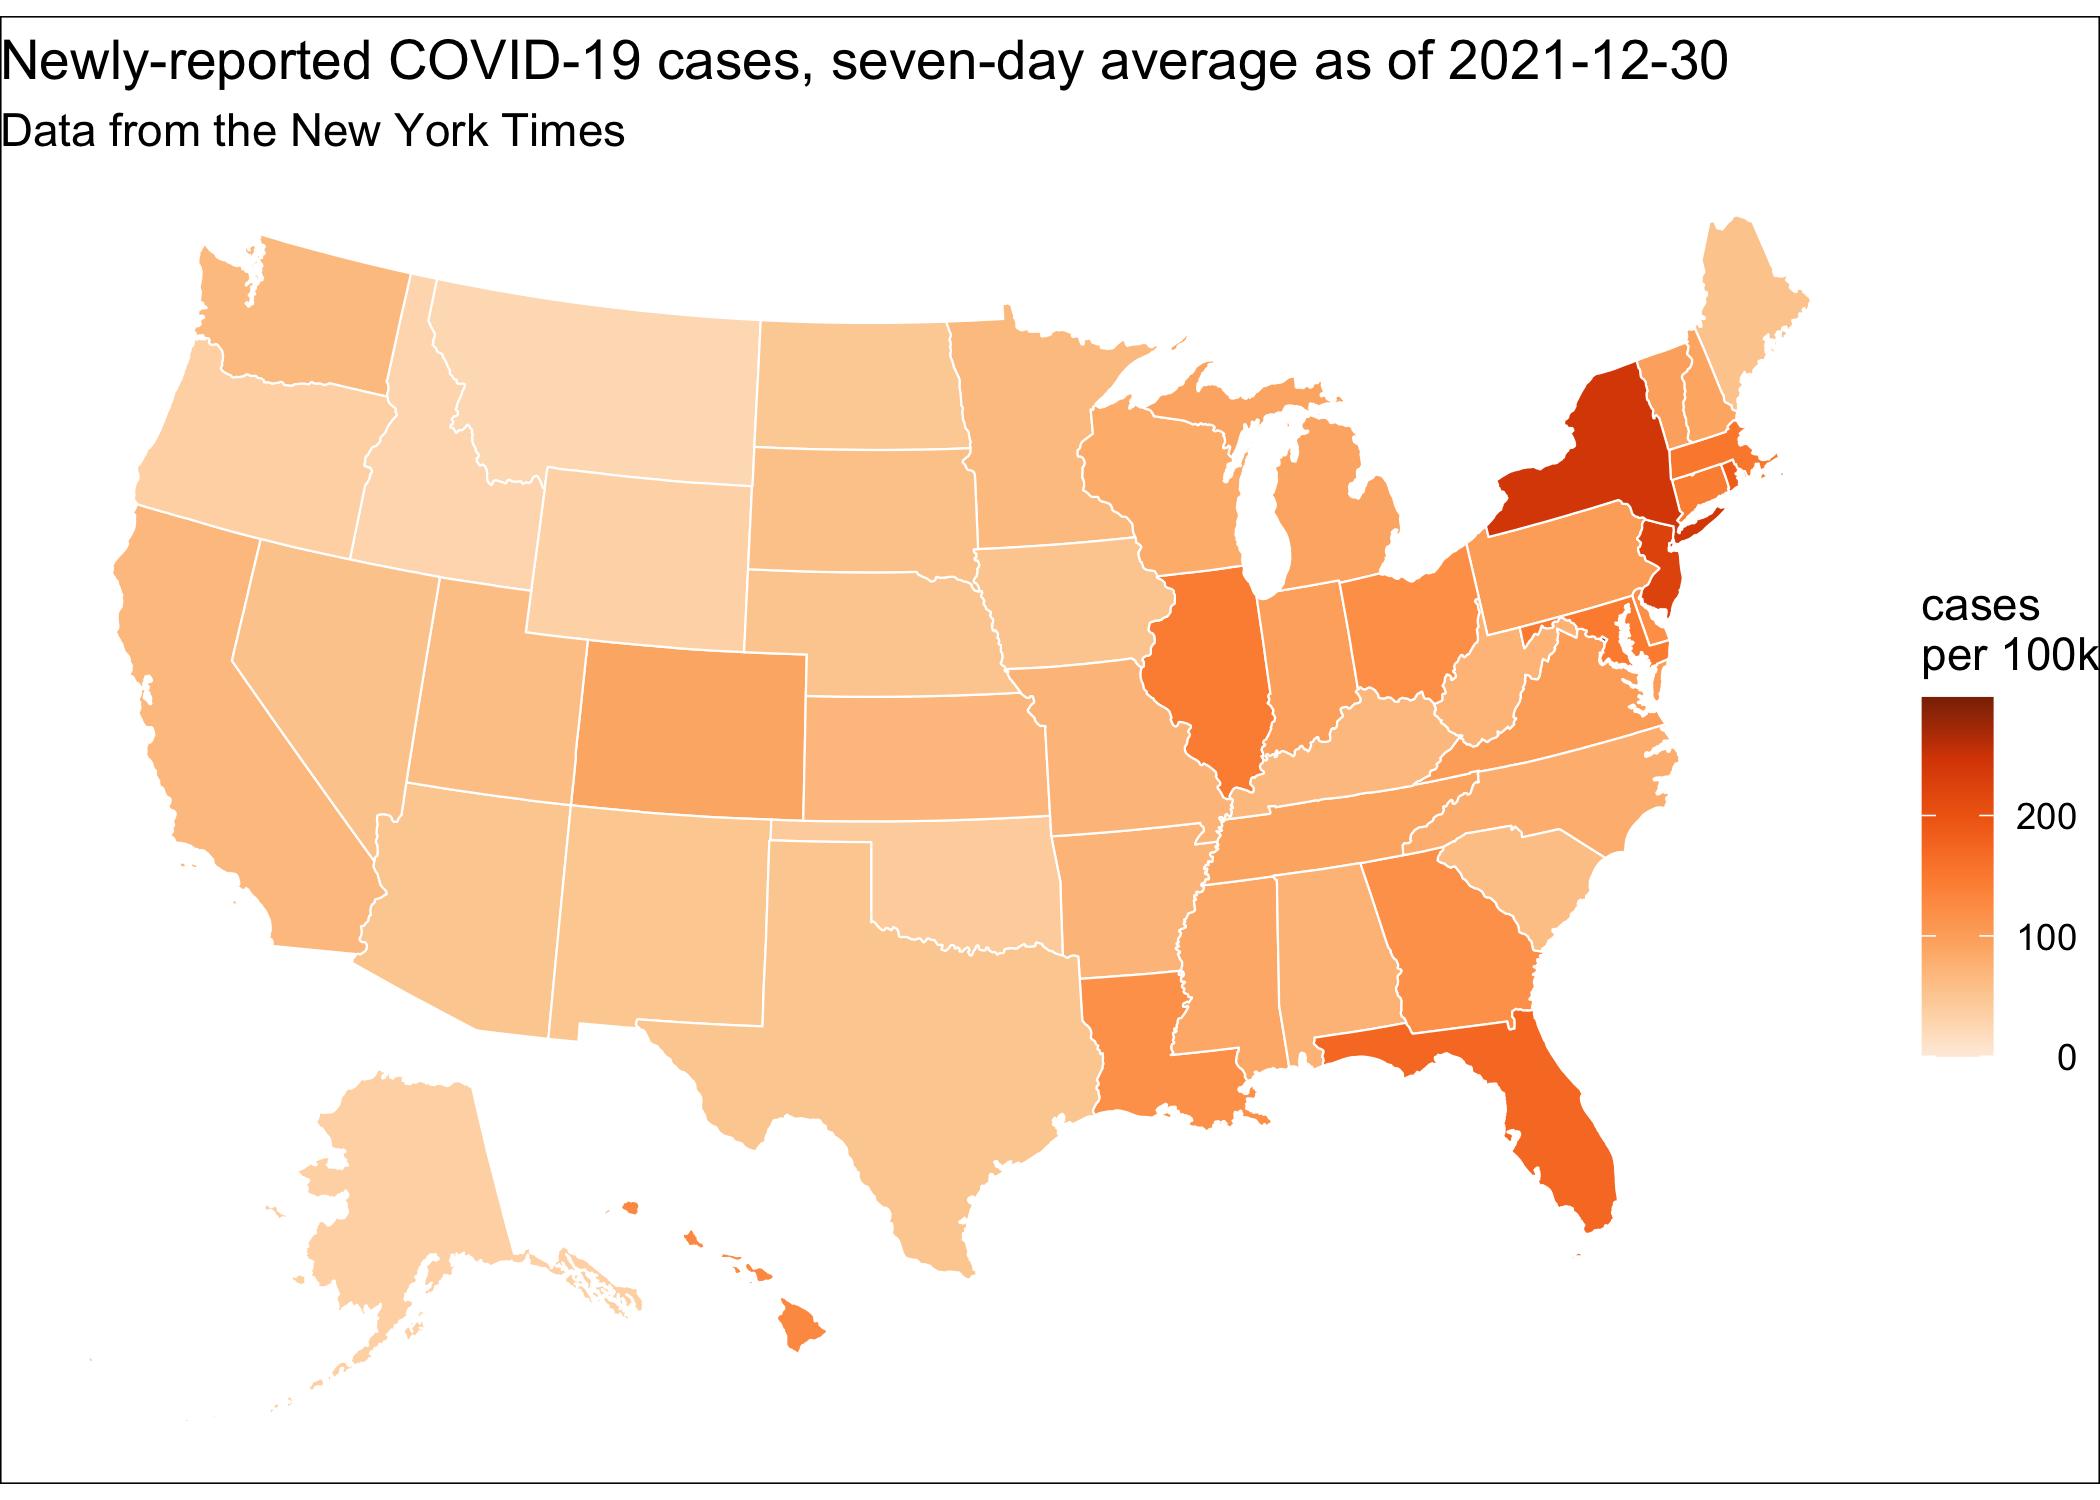 Newly-reported COVID-19 cases, seven-day average as of 2021-12-30
Data from the New York Times
cases
per 100k
200
100
0